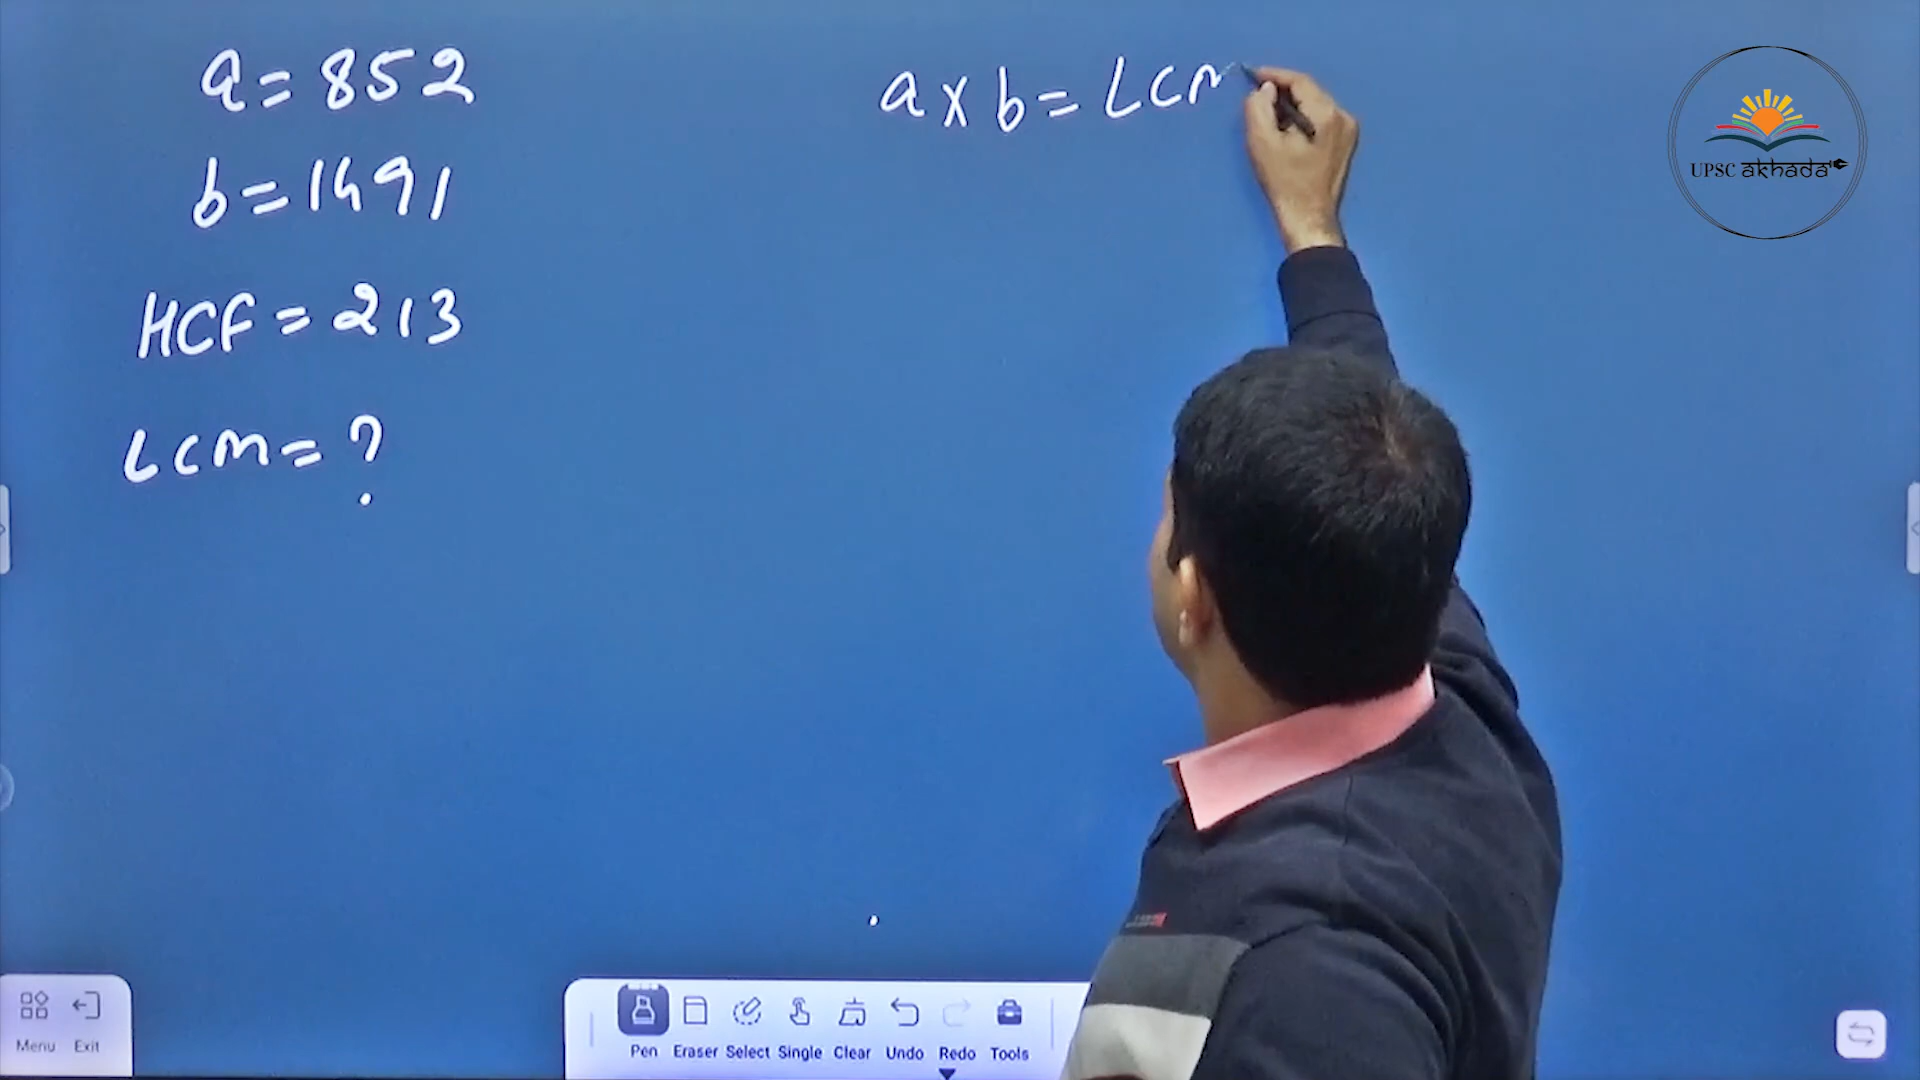 a = 852
b = 1491
HCF = 213
LCM = ?
a x b = LCM
UPSC akhada
Menu
Exit
Pen
Eraser
Select
Single
Clear
Undo
Redo
Tools